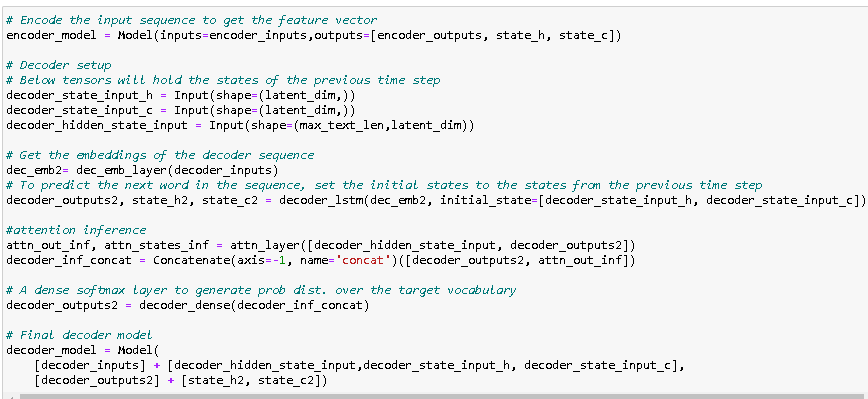 # Encode the input sequence to get the feature vector
encoder_model = Model(inputs=encoder_inputs,outputs=[encoder_outputs, state_h, state_c])
# Decoder setup
# Below tensors will hold the states of the previous time step
decoder_state_input_h = Input(shape=(latent_dim,))
decoder_state_input_c = Input(shape=(latent_dim,))
decoder_hidden_state_input = Input(shape=(max_text_len,latent_dim))
# Get the embeddings of the decoder sequence
dec_emb2= dec_emb_layer(decoder_inputs)
# To predict the next word in the sequence, set the initial states to the states from the previous time step
decoder_outputs2, state_h2, state_c2 = decoder_lstm(dec_emb2, initial_state=[decoder_state_input_h, decoder_state_input_c])
#attention inference
attn_out_inf, attn_states_inf = attn_layer([decoder_hidden_state_input, decoder_outputs2])
decoder_inf_concat = Concatenate(axis=-1, name='concat')([decoder_outputs2, attn_out_inf])
# A dense softmax layer to generate prob dist. over the target vocabulary
decoder_outputs2 = decoder_dense(decoder_inf_concat)
# Final decoder model
decoder_model = Model(
    [decoder_inputs] + [decoder_hidden_state_input,decoder_state_input_h, decoder_state_input_c],
    [decoder_outputs2] + [state_h2, state_c2])